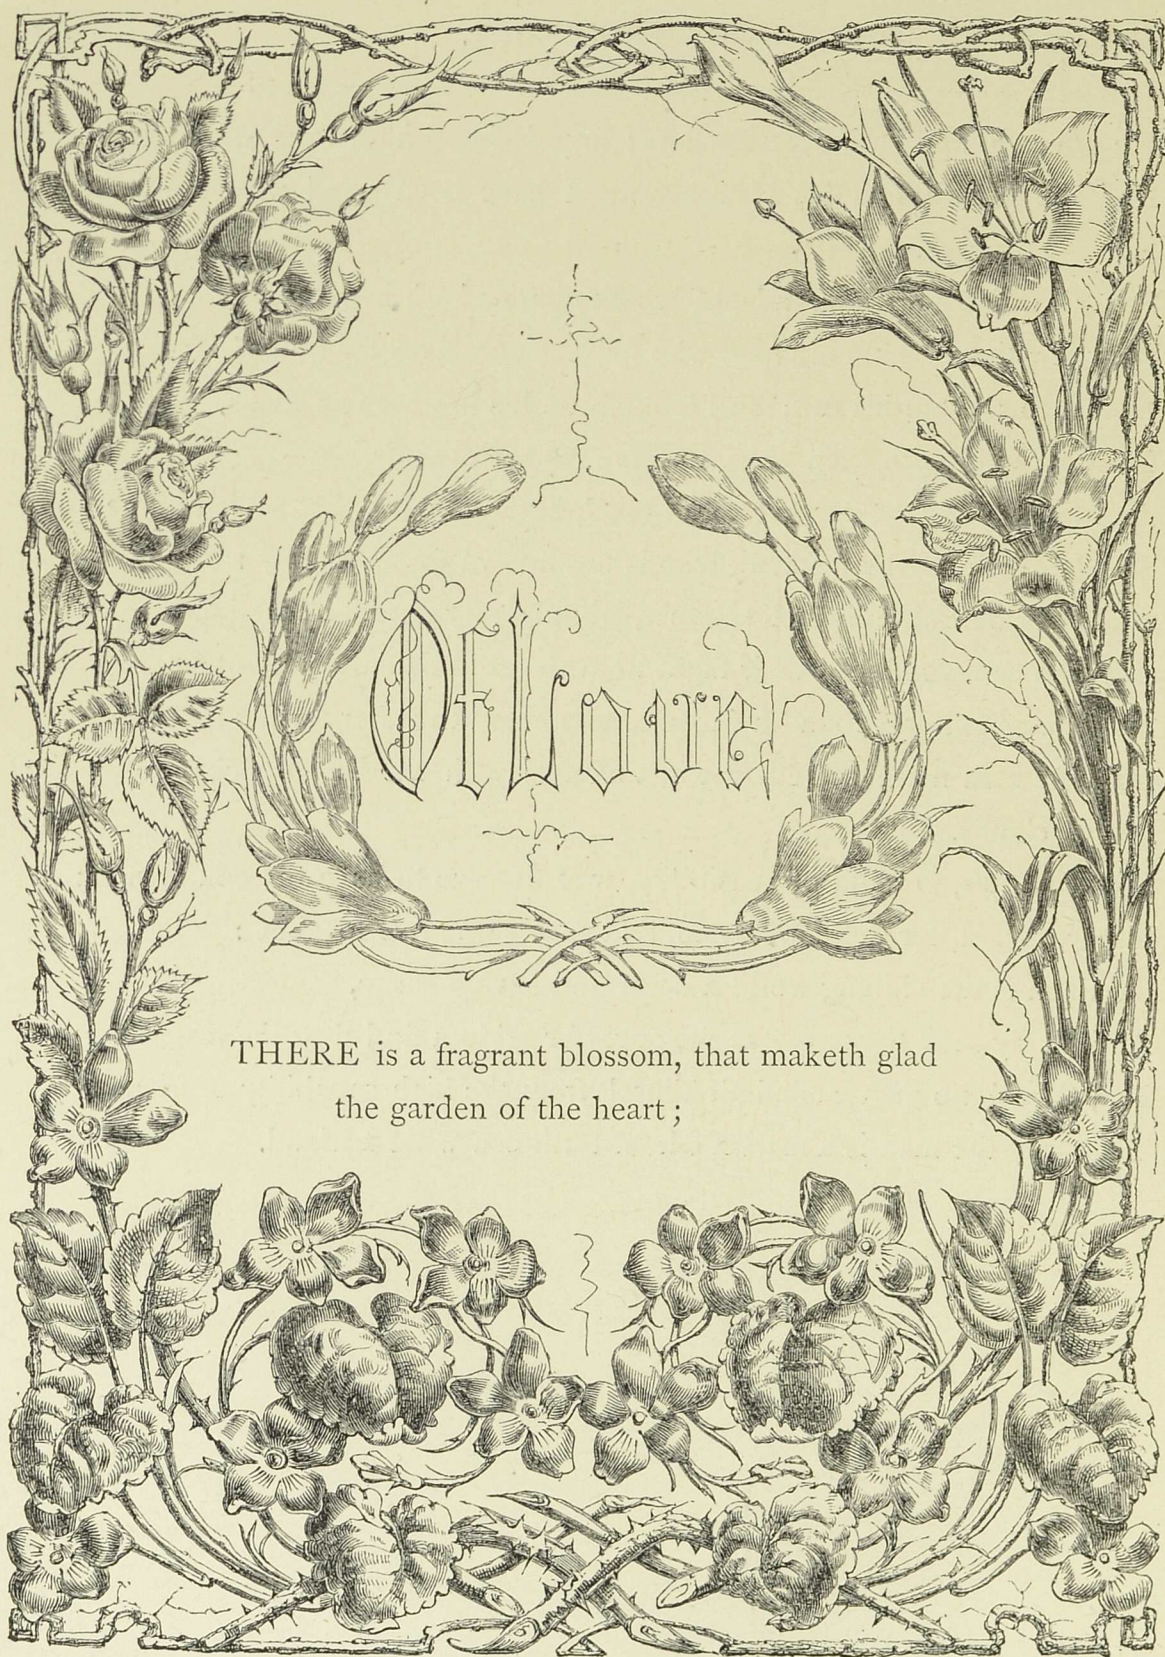 Of Love
THERE is a fragrant blossom, that maketh glad
the garden of the heart ;